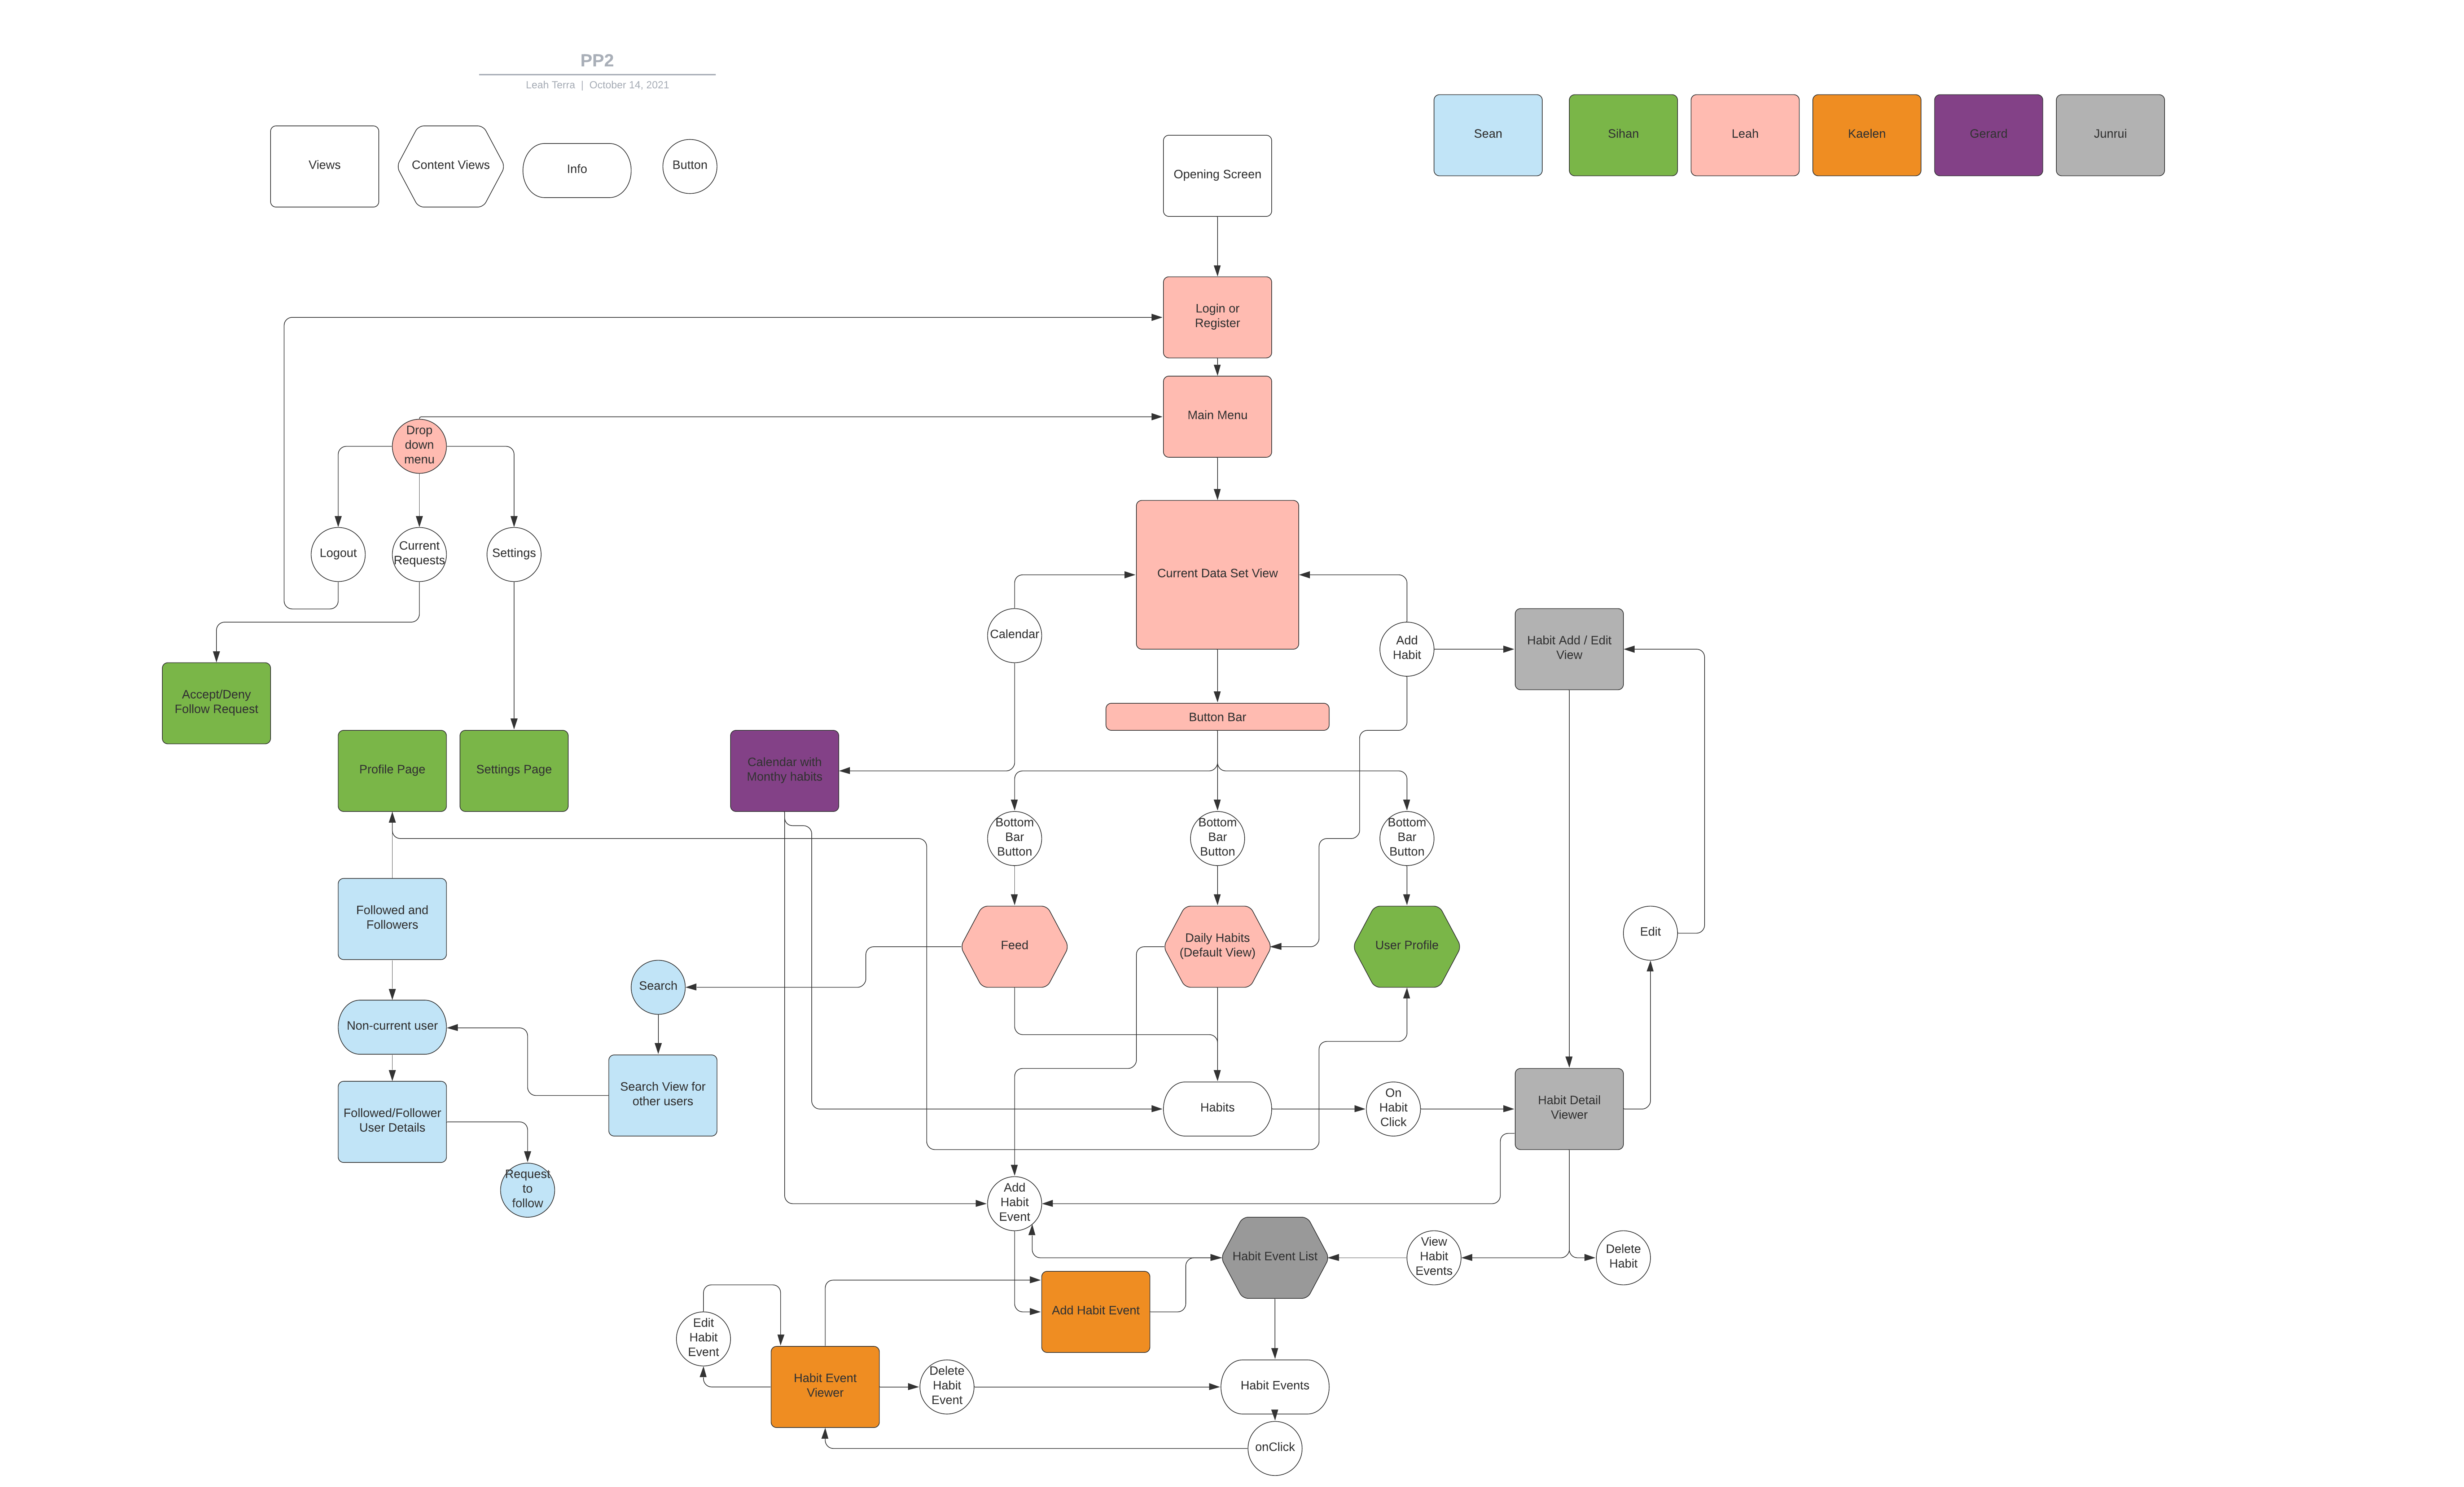 PP2
Leah Terra | October 14, 2021
Views
Content Views
Info
Button
Sean
Sihan
Leah
Kaelen
Gerard
Junrui
Opening Screen
Login or
Register
Main Menu
Drop
down
menu
Logout
Current
Requests
Settings
Current Data Set View
Calendar
Add
Habit
Habit Add / Edit
View
Accept/Deny
Follow Request
Button Bar
Profile Page
Settings Page
Calendar with
Monthy habits
Bottom
Bar
Button
Bottom
Bar
Button
Bottom
Bar
Button
Followed and
Followers
Feed
Daily Habits
(Default View)
User Profile
Edit
Search
Non-current user
Search View for
other users
Followed/Follower
User Details
Habits
On
Habit
Click
Habit Detail
Viewer
Request
to
follow
Add
Habit
Event
Habit Event List
View
Habit
Events
Delete
Habit
Add Habit Event
Edit
Habit
Event
Habit Event
Viewer
Delete
Habit
Event
Habit Events
onClick